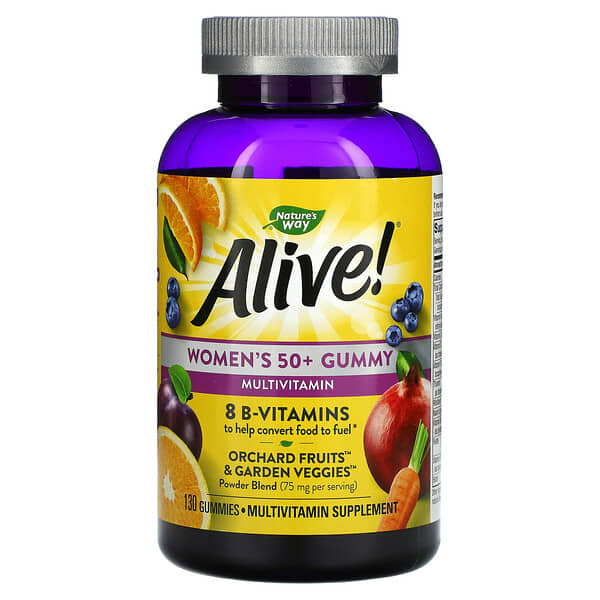 Nature's
Way
Alive!®
WOMEN'S 50+ GUMMY
MULTIVITAMIN
8 B-VITAMINS
to help convert food to fuel*
ORCHARD FRUITS™
& GARDEN VEGGIES™
Powder Blend (75 mg per serving)
130 GUMMIES • MULTIVITAMIN SUPPLEMENT